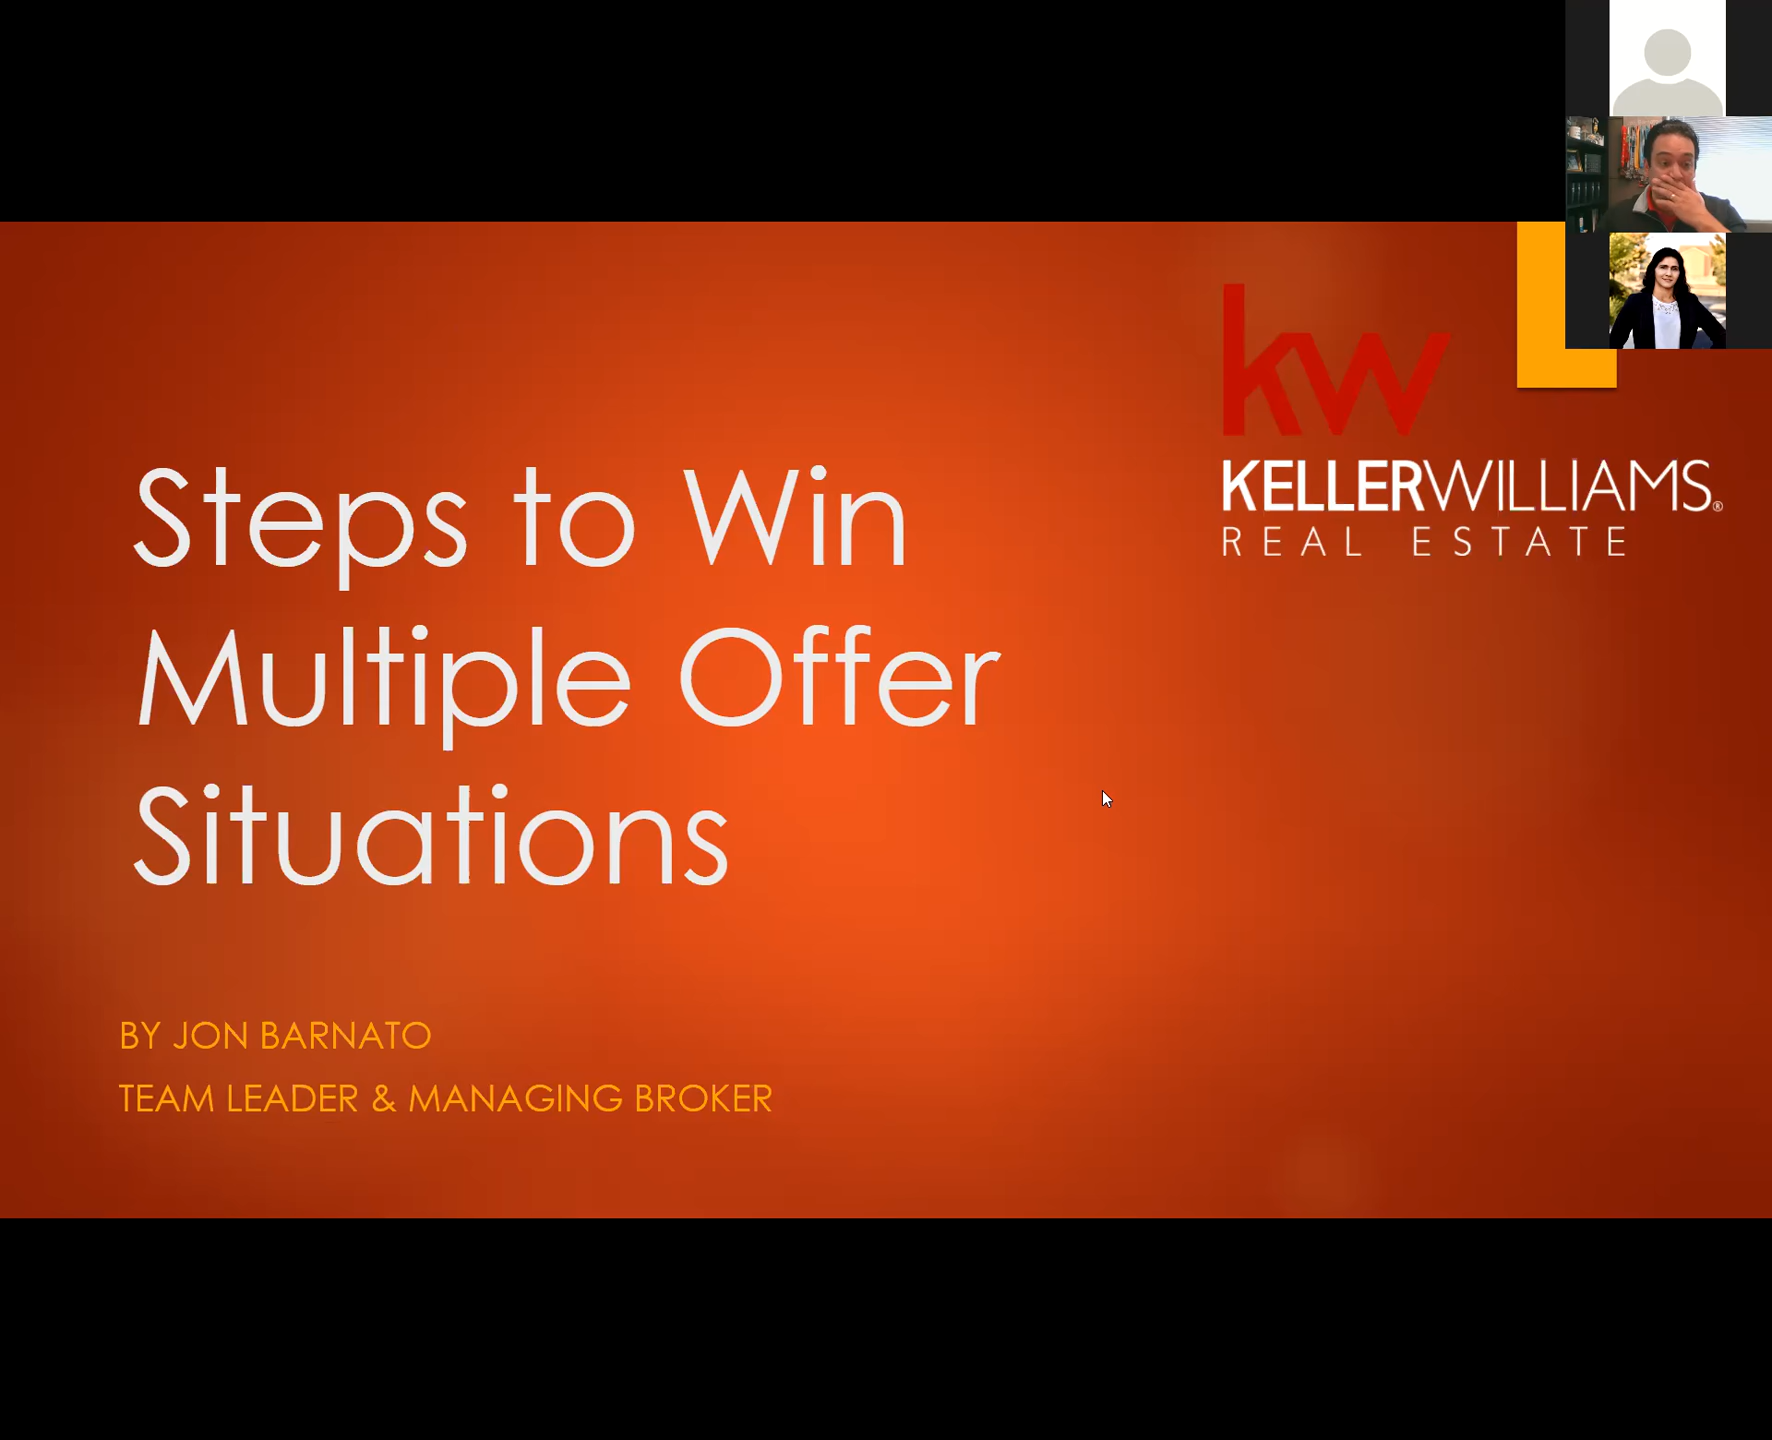 Steps to Win
Multiple Offer
Situations
kw
KELLERWILLIAMS®
REAL ESTATE
BY JON BARNATO
TEAM LEADER & MANAGING BROKER